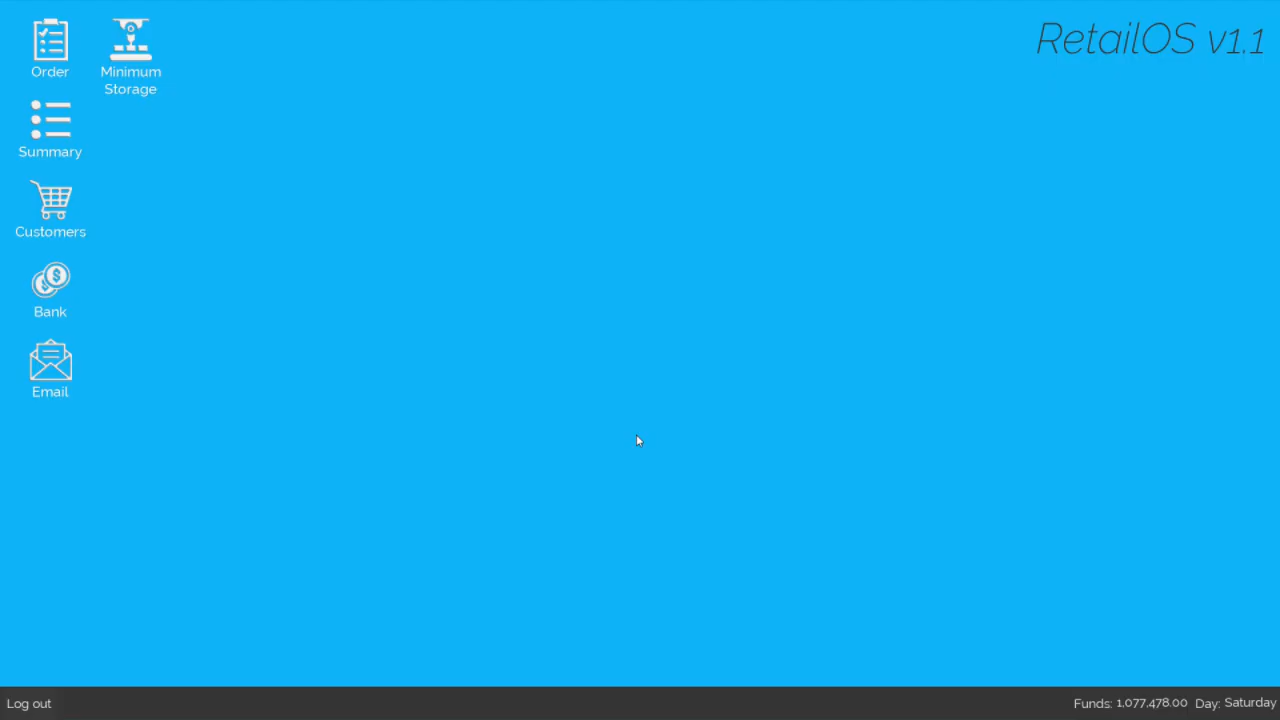 RetailOS v1.1
Order
Minimum
Storage
Summary
Customers
Bank
Email
Log out
Funds: 1,077,478.00 Day: Saturday